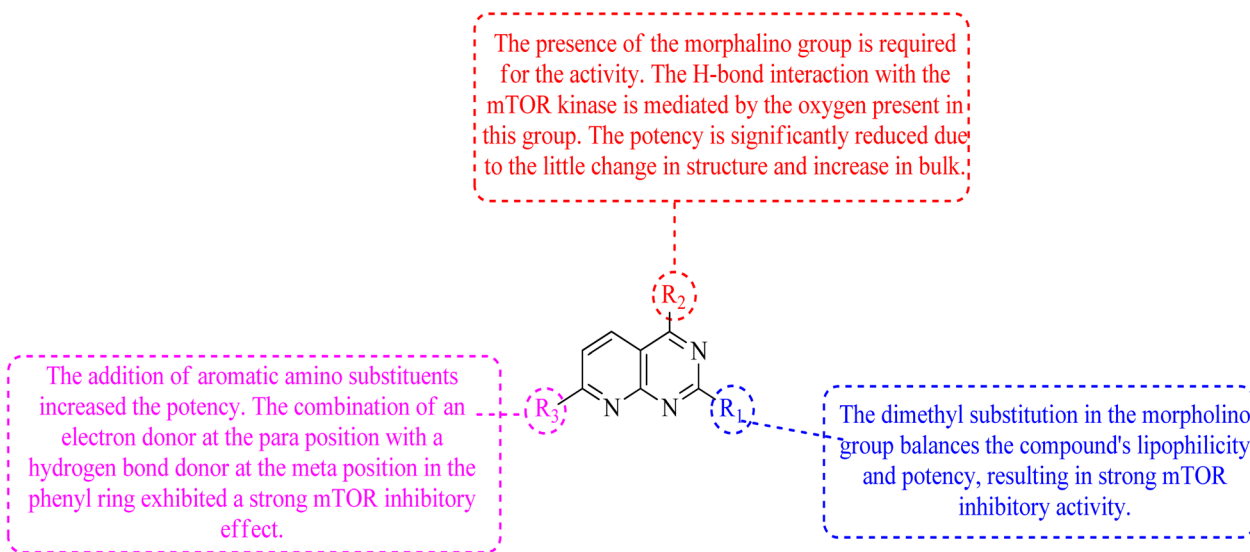 The presence of the morphalino group is required
for the activity. The H-bond interaction with the
mTOR kinase is mediated by the oxygen present in
this group. The potency is significantly reduced due
to the little change in structure and increase in bulk.
R2
N
The addition of aromatic amino substituents
increased the potency. The combination of an
electron donor at the para position with a
hydrogen bond donor at the meta position in the
phenyl ring exhibited a strong mTOR inhibitory
effect.
R3 N N R1
The dimethyl substitution in the morpholino
group balances the compound's lipophilicity
and potency, resulting in strong mTOR
inhibitory activity.